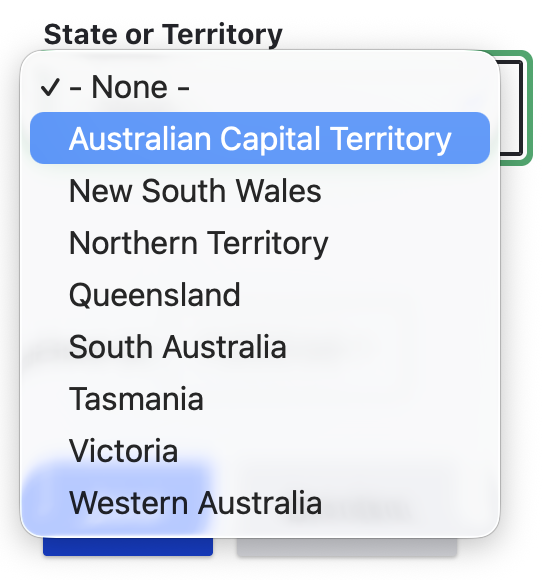 State or Territory
✓ - None -
Australian Capital Territory
New South Wales
Northern Territory
Queensland
South Australia
Tasmania
Victoria
Western Australia